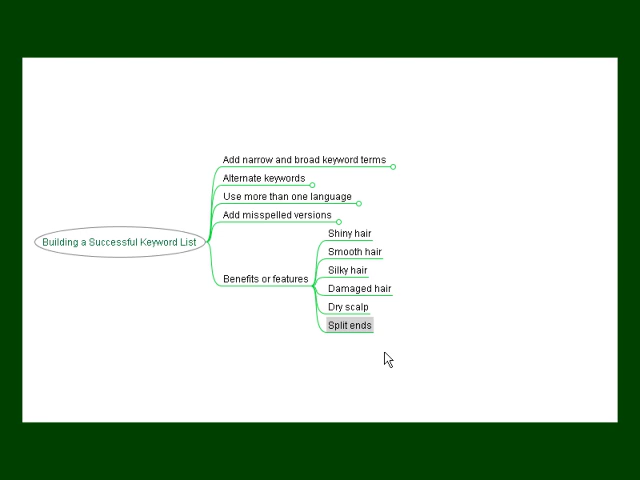 Building a Successful Keyword List
Add narrow and broad keyword terms
Alternate keywords
Use more than one language
Add misspelled versions
Benefits or features
Shiny hair
Smooth hair
Silky hair
Damaged hair
Dry scalp
Split ends